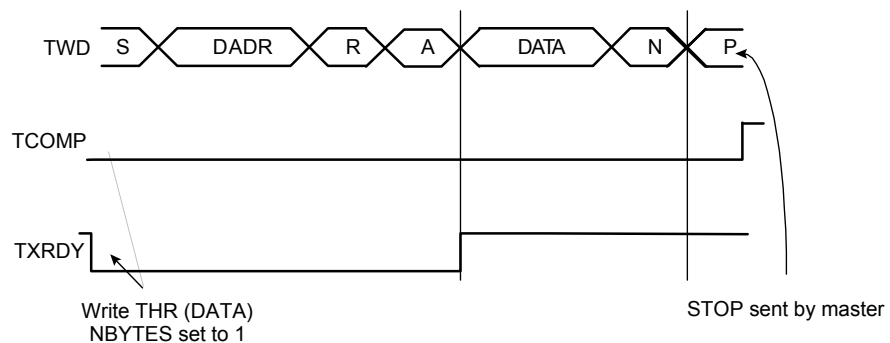 TWD S DADR R A DATA N P
TCOMP
TXRDY
Write THR (DATA)
NBYTES set to 1
STOP sent by master